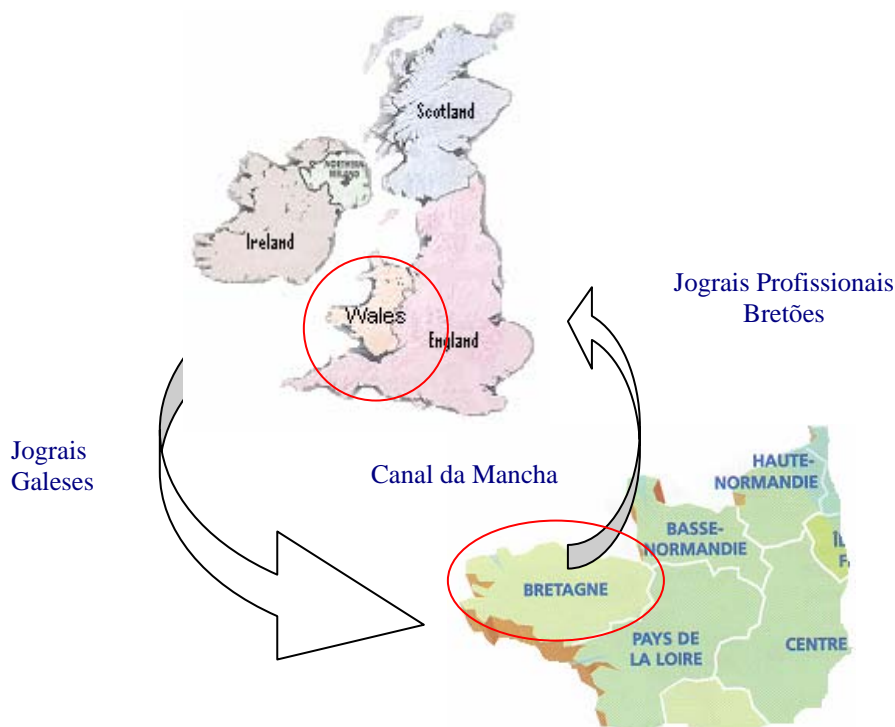 Scotland
NORTHERN
IRELAND
Ireland
Wales
England
Jograis Profissionais
Bretões
Jograis
Galeses
Canal da Mancha
HAUTE-
NORMANDIE
BASSE-
NORMANDIE
ÎL
F
BRETAGNE
PAYS DE
LA LOIRE
CENTRE